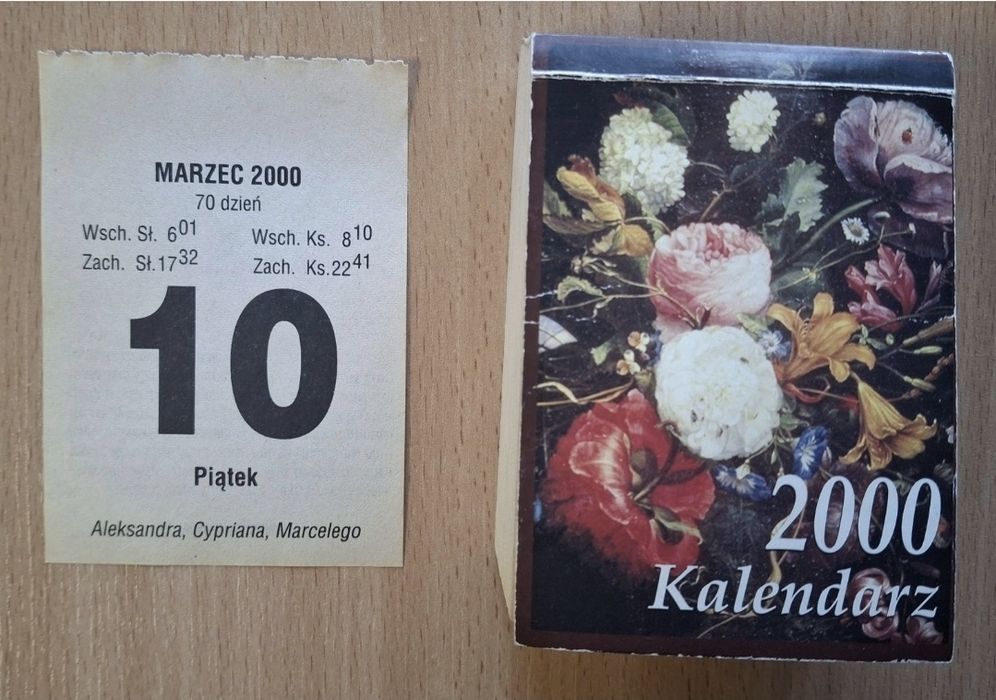 MARZEC 2000
70 dzień
Wsch. Sł. 6⁰¹ Wsch. Ks. 8¹⁰
Zach. Sł.17³² Zach. Ks.22⁴¹
10
Piątek
Aleksandra, Cypriana, Marcelego
2000
Kalendarz